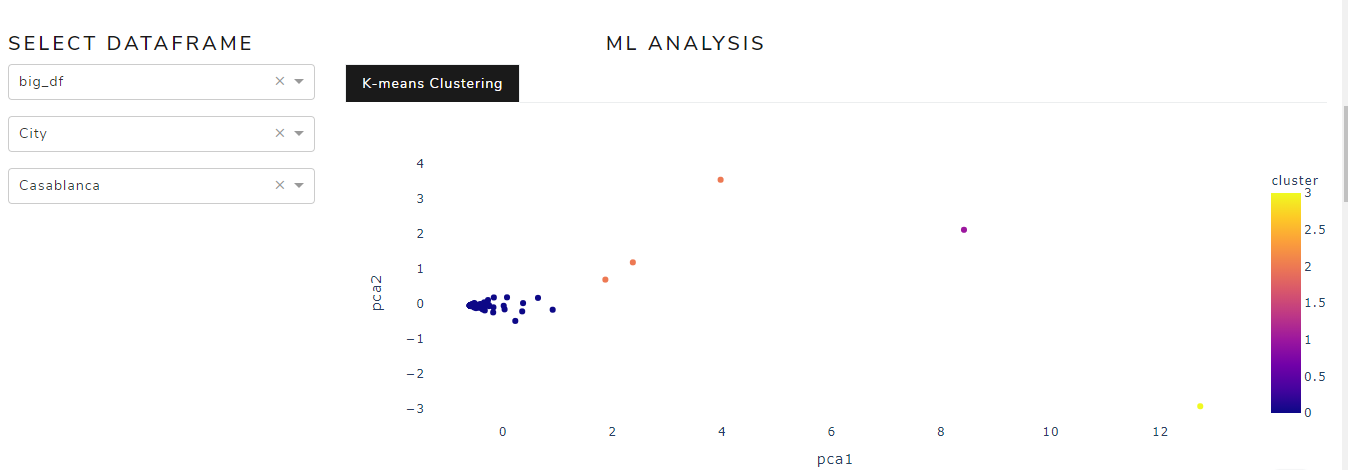 SELECT DATAFRAME
big_df
City
Casablanca
ML ANALYSIS
K-means Clustering
4
3
2
1
0
−1
−2
−3
pca2
0 2 4 6 8 10 12
pca1
cluster
3
2.5
2
1.5
1
0.5
0